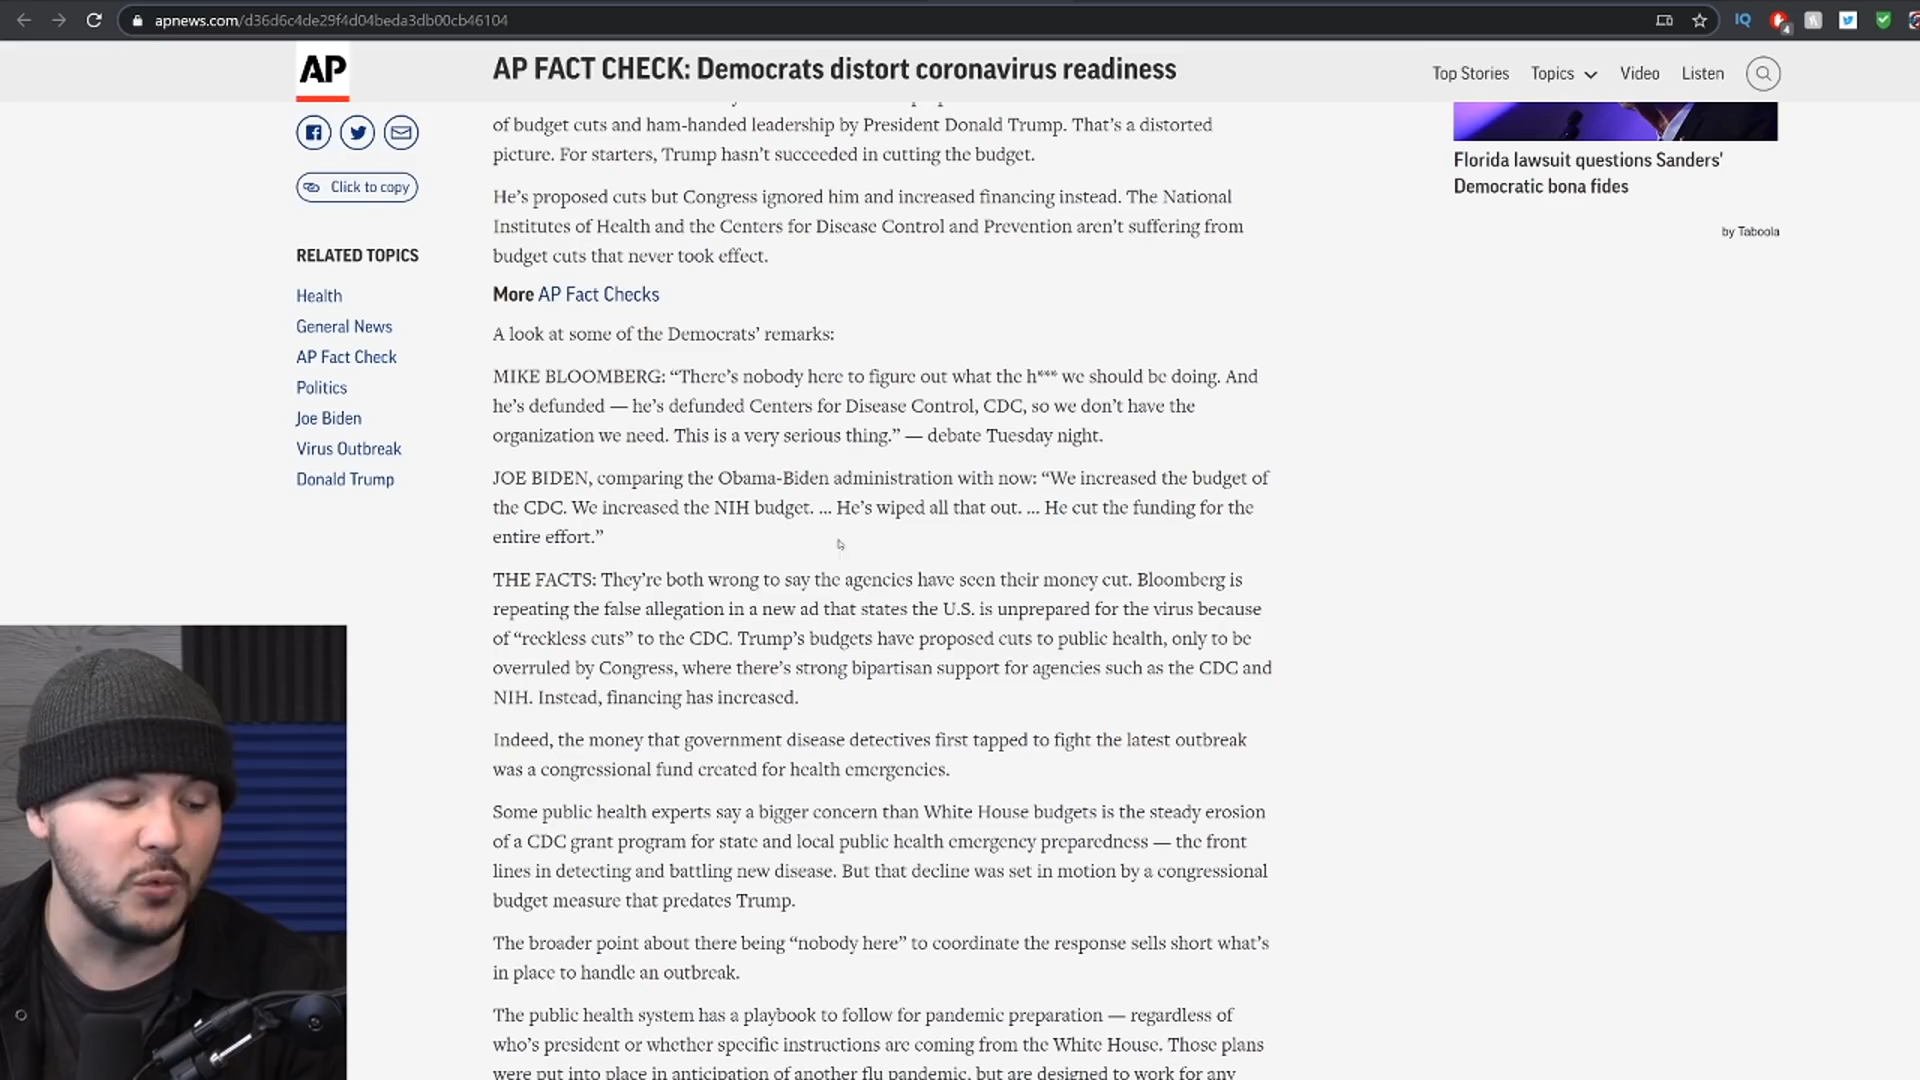 apnews.com/d36d6c4de29f4d04beda3db00cb46104
IQ
4
AP
AP FACT CHECK: Democrats distort coronavirus readiness
Top Stories
Topics
Video
Listen
of budget cuts and ham-handed leadership by President Donald Trump. That’s a distorted
picture. For starters, Trump hasn’t succeeded in cutting the budget.
Click to copy
He’s proposed cuts but Congress ignored him and increased financing instead. The National
Institutes of Health and the Centers for Disease Control and Prevention aren’t suffering from
budget cuts that never took effect.
RELATED TOPICS
Health
General News
AP Fact Check
Politics
Joe Biden
Virus Outbreak
Donald Trump
More AP Fact Checks
A look at some of the Democrats’ remarks:
MIKE BLOOMBERG: “There’s nobody here to figure out what the h*** we should be doing. And
he’s defunded — he’s defunded Centers for Disease Control, CDC, so we don’t have the
organization we need. This is a very serious thing.” — debate Tuesday night.
JOE BIDEN, comparing the Obama-Biden administration with now: “We increased the budget of
the CDC. We increased the NIH budget. ... He’s wiped all that out. ... He cut the funding for the
entire effort.”
THE FACTS: They’re both wrong to say the agencies have seen their money cut. Bloomberg is
repeating the false allegation in a new ad that states the U.S. is unprepared for the virus because
of “reckless cuts” to the CDC. Trump’s budgets have proposed cuts to public health, only to be
overruled by Congress, where there’s strong bipartisan support for agencies such as the CDC and
NIH. Instead, financing has increased.
Indeed, the money that government disease detectives first tapped to fight the latest outbreak
was a congressional fund created for health emergencies.
Some public health experts say a bigger concern than White House budgets is the steady erosion
of a CDC grant program for state and local public health emergency preparedness — the front
lines in detecting and battling new disease. But that decline was set in motion by a congressional
budget measure that predates Trump.
The broader point about there being “nobody here” to coordinate the response sells short what’s
in place to handle an outbreak.
The public health system has a playbook to follow for pandemic preparation — regardless of
who’s president or whether specific instructions are coming from the White House. Those plans
were put into place in anticipation of another flu pandemic, but are designed to work for any
Florida lawsuit questions Sanders’
Democratic bona fides
by Taboola